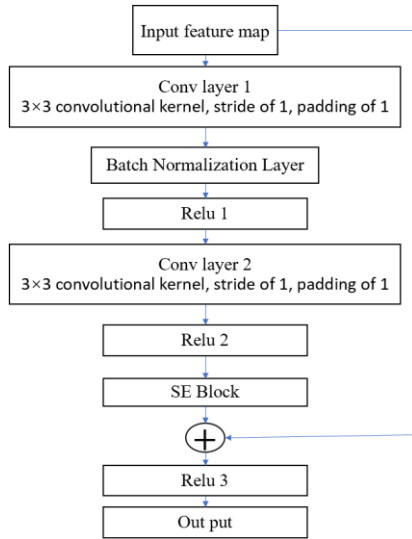 Input feature map
Conv layer 1
3×3 convolutional kernel, stride of 1, padding of 1
Batch Normalization Layer
Relu 1
Conv layer 2
3×3 convolutional kernel, stride of 1, padding of 1
Relu 2
SE Block
+
Relu 3
Out put